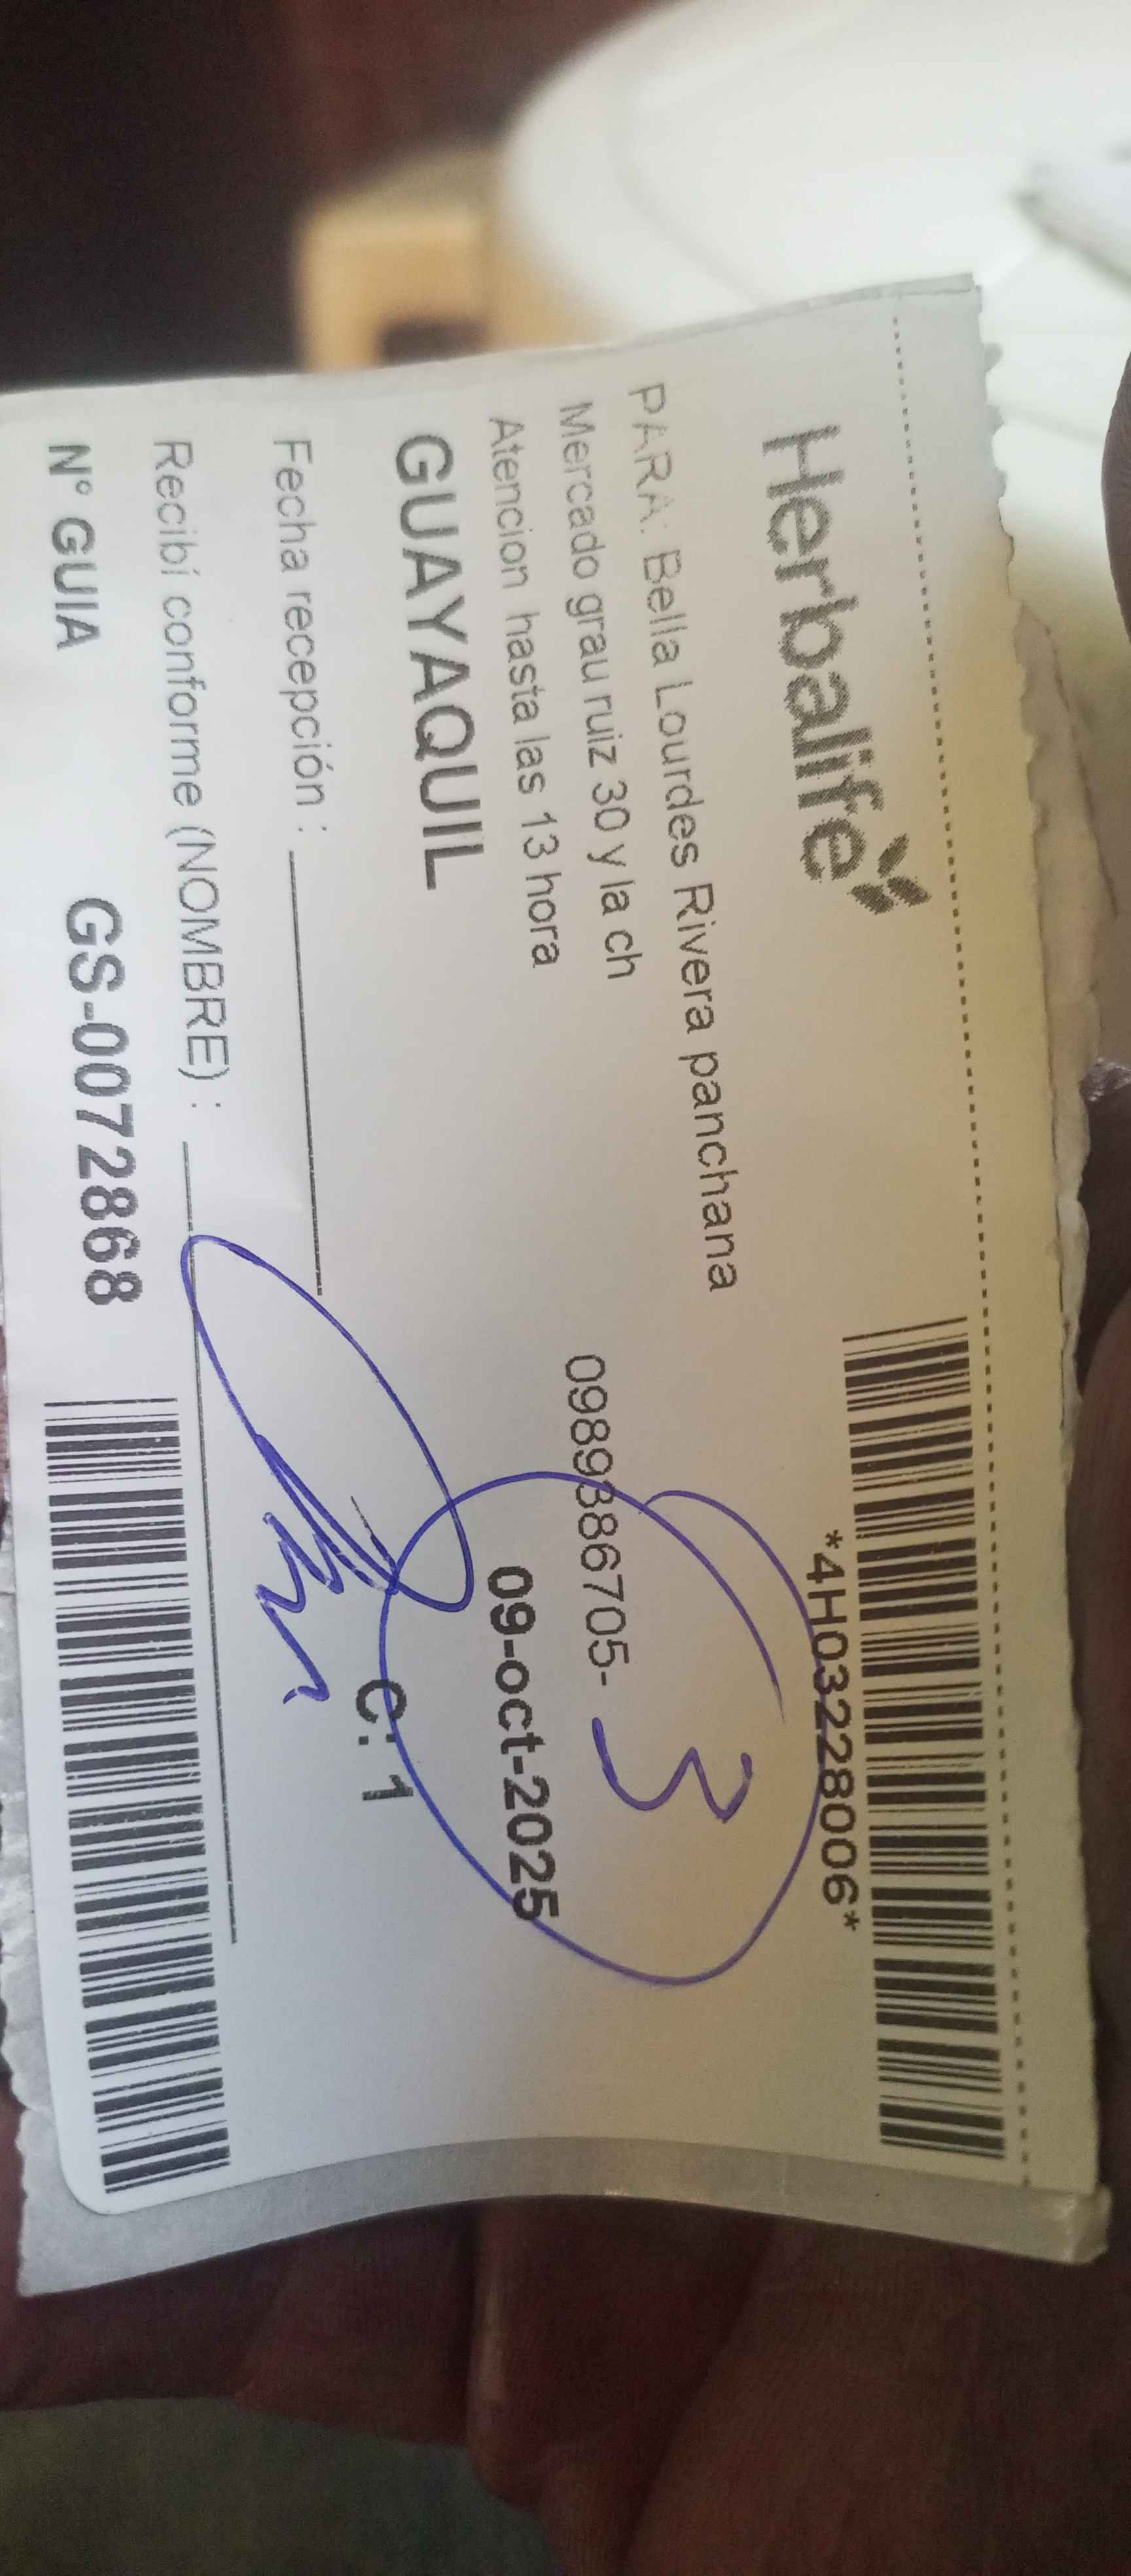 Herbalife
*4H03228006*
PARA: Bella Lourdes Rivera panchana
Mercado grau ruiz 30 y la ch 0989386705-
3
Atencion hasta las 13 hora 09-oct-2025
GUAYAQUIL
C: 1
Fecha recepción :
Recibí conforme (NOMBRE) :
N° GUIA GS-0072868